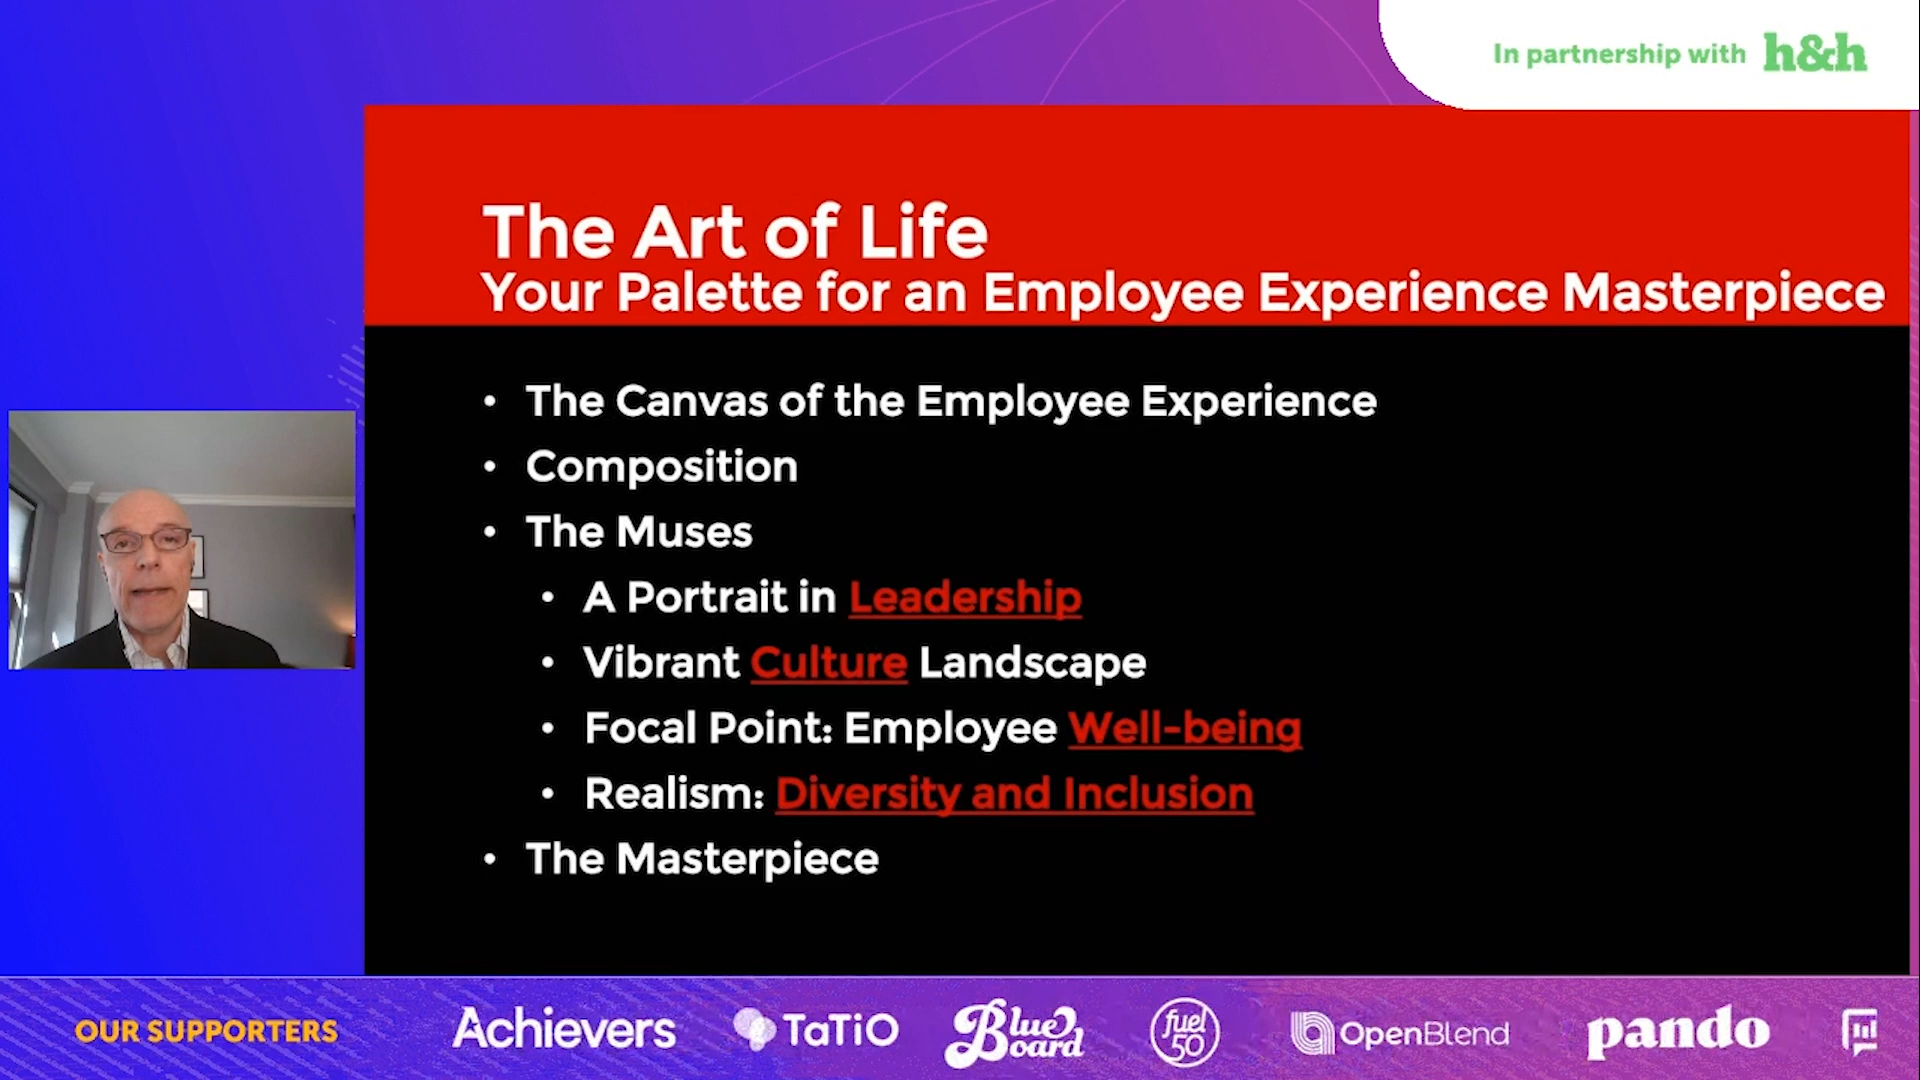 In partnership with h&h
The Art of Life
Your Palette for an Employee Experience Masterpiece
• The Canvas of the Employee Experience
• Composition
• The Muses
• A Portrait in Leadership
• Vibrant Culture Landscape
• Focal Point: Employee Well-being
• Realism: Diversity and Inclusion
• The Masterpiece
OUR SUPPORTERS Achievers TaTiO Blue Board fuel 50 OpenBlend pando